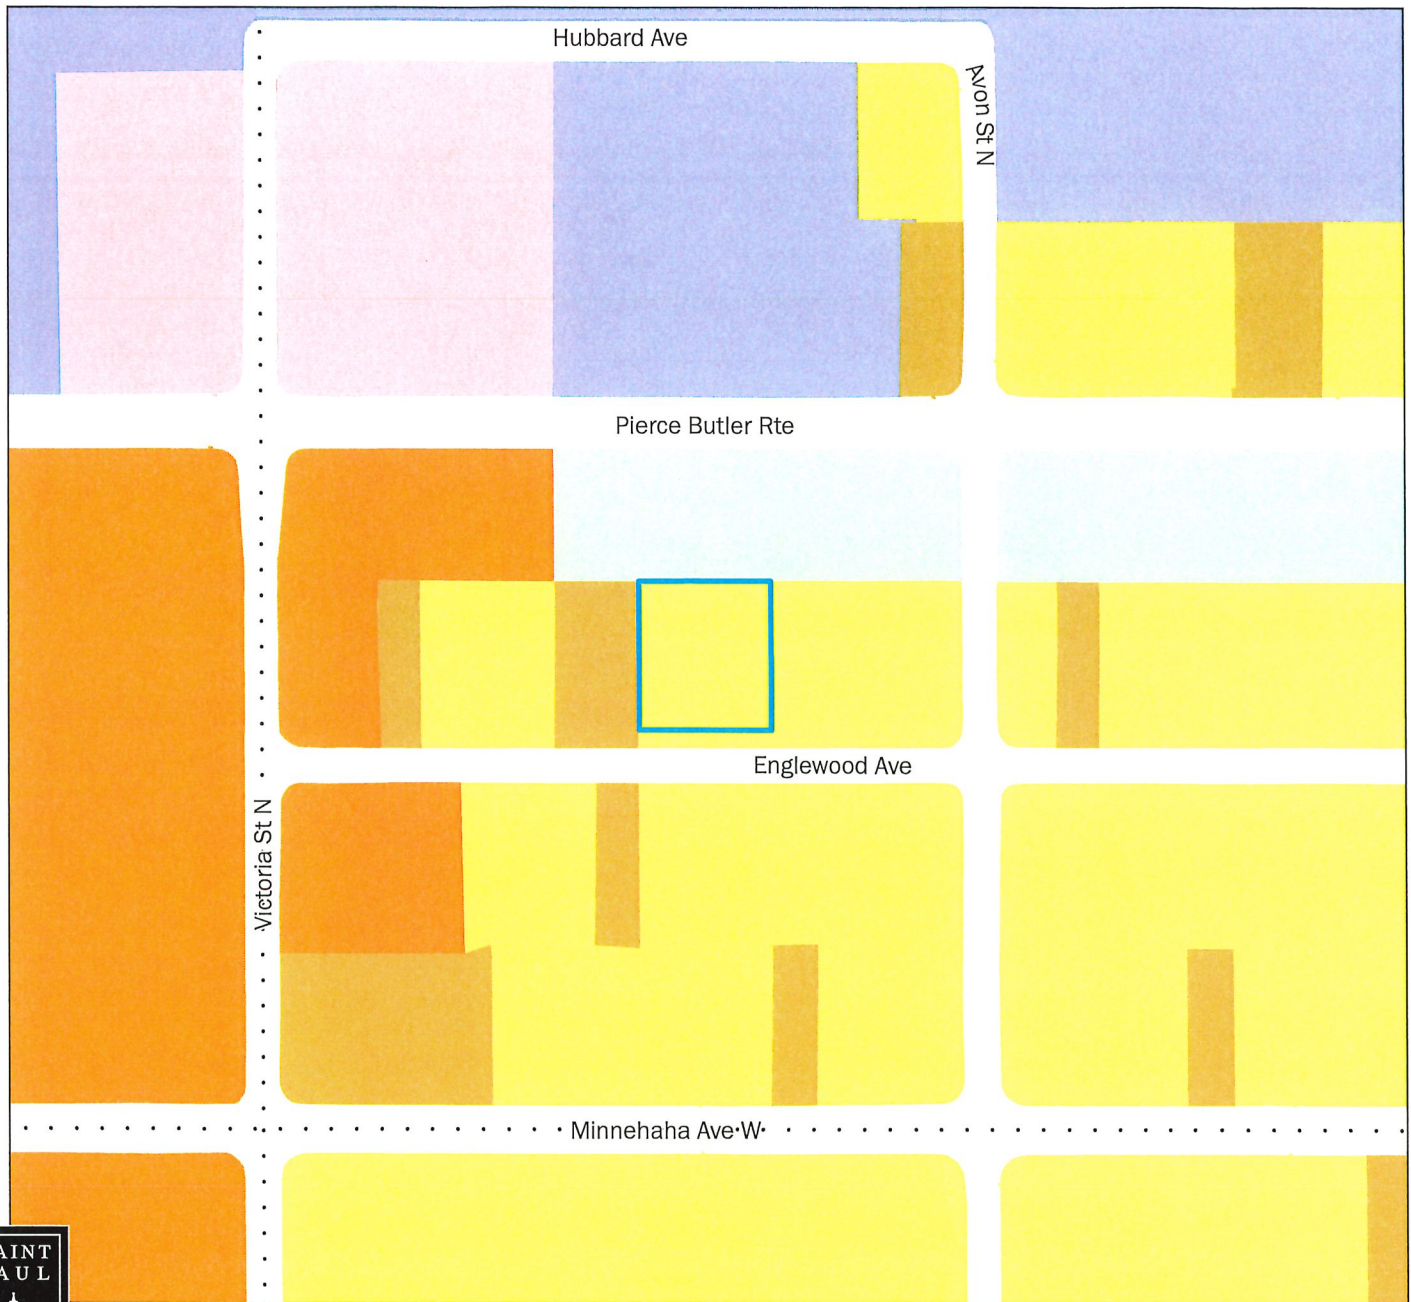 Hubbard Ave
Avon St N
Pierce Butler Rte
Englewood Ave
Victoria St N
Minnehaha Ave W
AINT
AUL